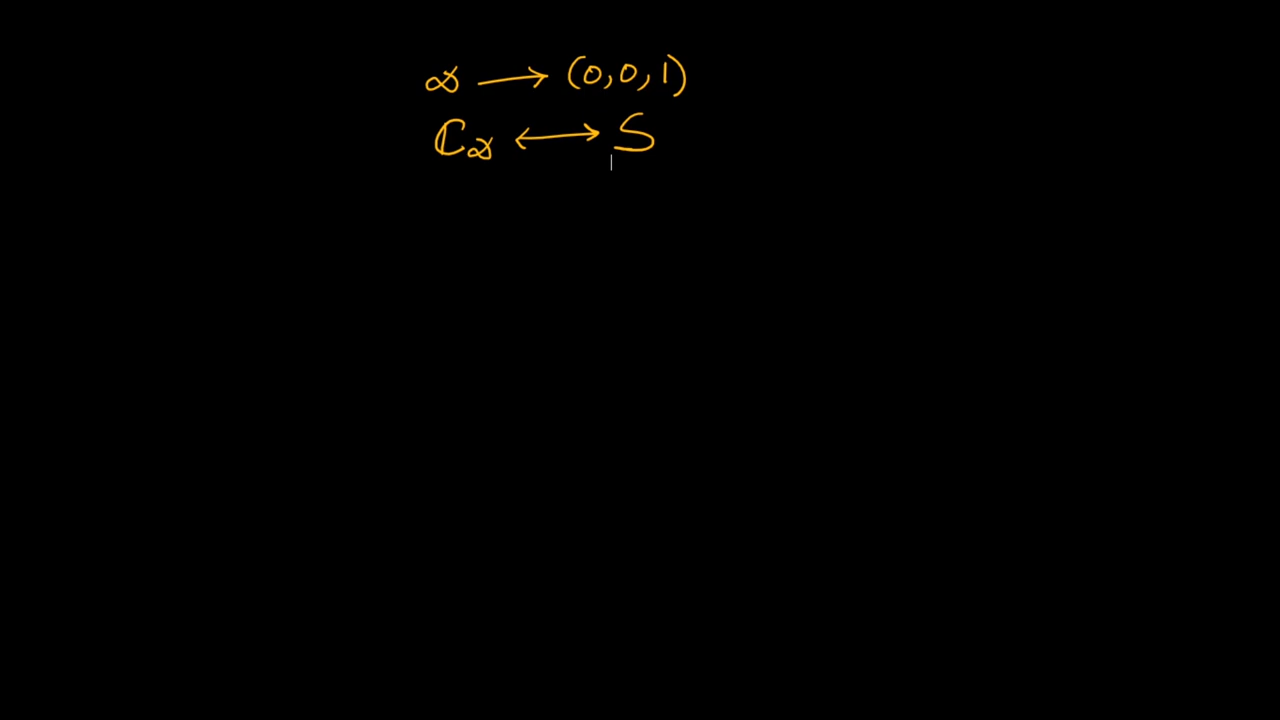 ∞ → (0,0,1)
ℂ∞ ↔ S